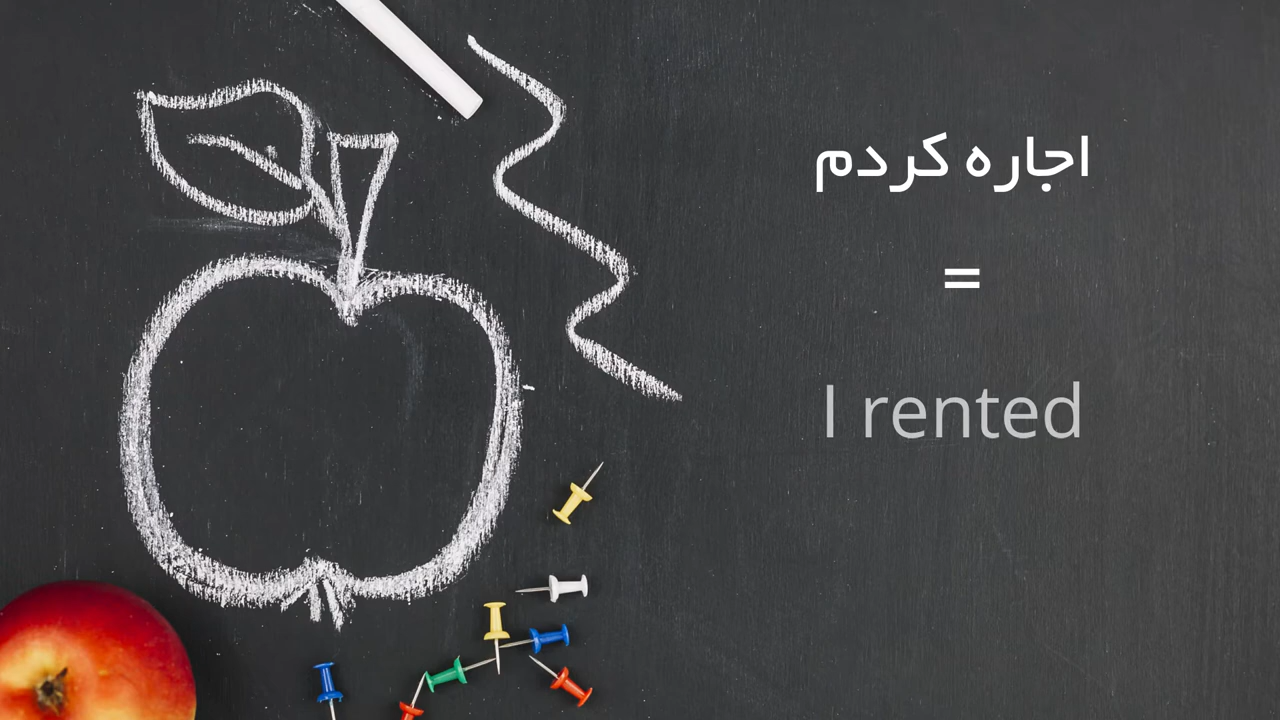 اجاره کردم
=
I rented